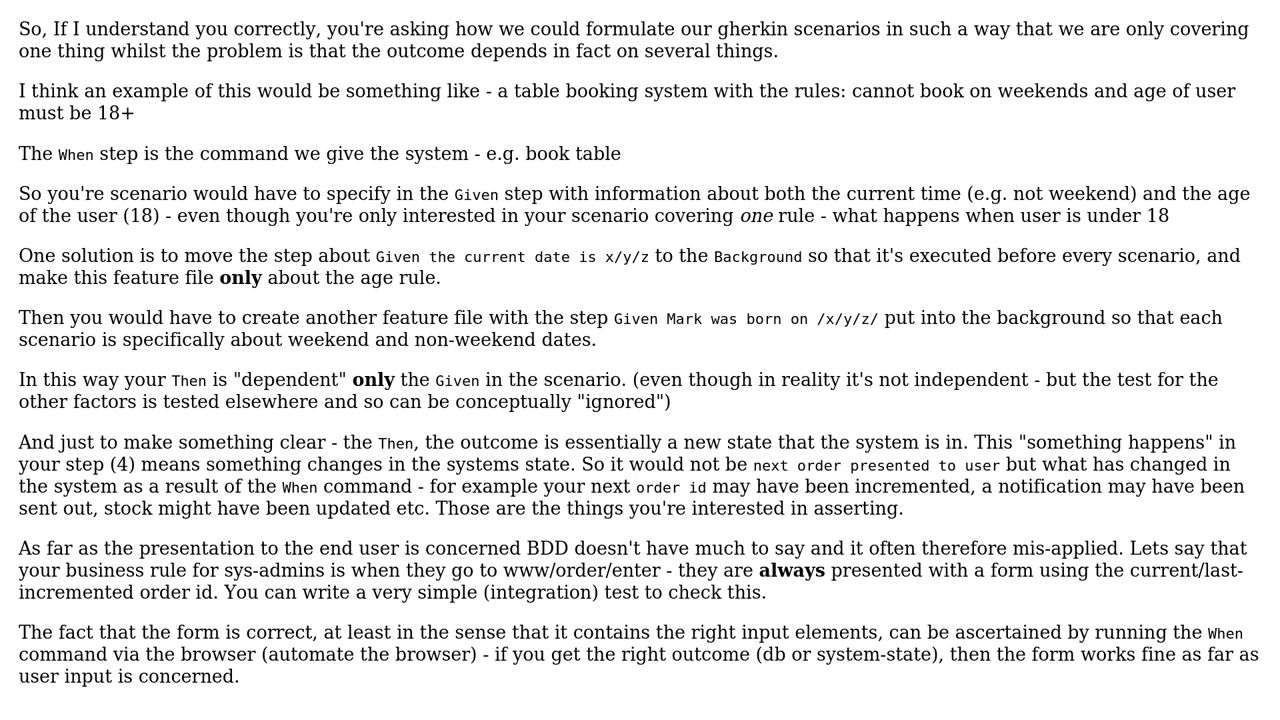 So, If I understand you correctly, you're asking how we could formulate our gherkin scenarios in such a way that we are only covering
one thing whilst the problem is that the outcome depends in fact on several things.
I think an example of this would be something like - a table booking system with the rules: cannot book on weekends and age of user
must be 18+
The When step is the command we give the system - e.g. book table
So you're scenario would have to specify in the Given step with information about both the current time (e.g. not weekend) and the age
of the user (18) - even though you're only interested in your scenario covering one rule - what happens when user is under 18
One solution is to move the step about Given the current date is x/y/z to the Background so that it's executed before every scenario, and
make this feature file only about the age rule.
Then you would have to create another feature file with the step Given Mark was born on /x/y/z/ put into the background so that each
scenario is specifically about weekend and non-weekend dates.
In this way your Then is "dependent" only the Given in the scenario. (even though in reality it's not independent - but the test for the
other factors is tested elsewhere and so can be conceptually "ignored")
And just to make something clear - the Then, the outcome is essentially a new state that the system is in. This "something happens" in
your step (4) means something changes in the systems state. So it would not be next order presented to user but what has changed in
the system as a result of the When command - for example your next order id may have been incremented, a notification may have been
sent out, stock might have been updated etc. Those are the things you're interested in asserting.
As far as the presentation to the end user is concerned BDD doesn't have much to say and it often therefore mis-applied. Lets say that
your business rule for sys-admins is when they go to www/order/enter - they are always presented with a form using the current/last-
incremented order id. You can write a very simple (integration) test to check this.
The fact that the form is correct, at least in the sense that it contains the right input elements, can be ascertained by running the When
command via the browser (automate the browser) - if you get the right outcome (db or system-state), then the form works fine as far as
user input is concerned.